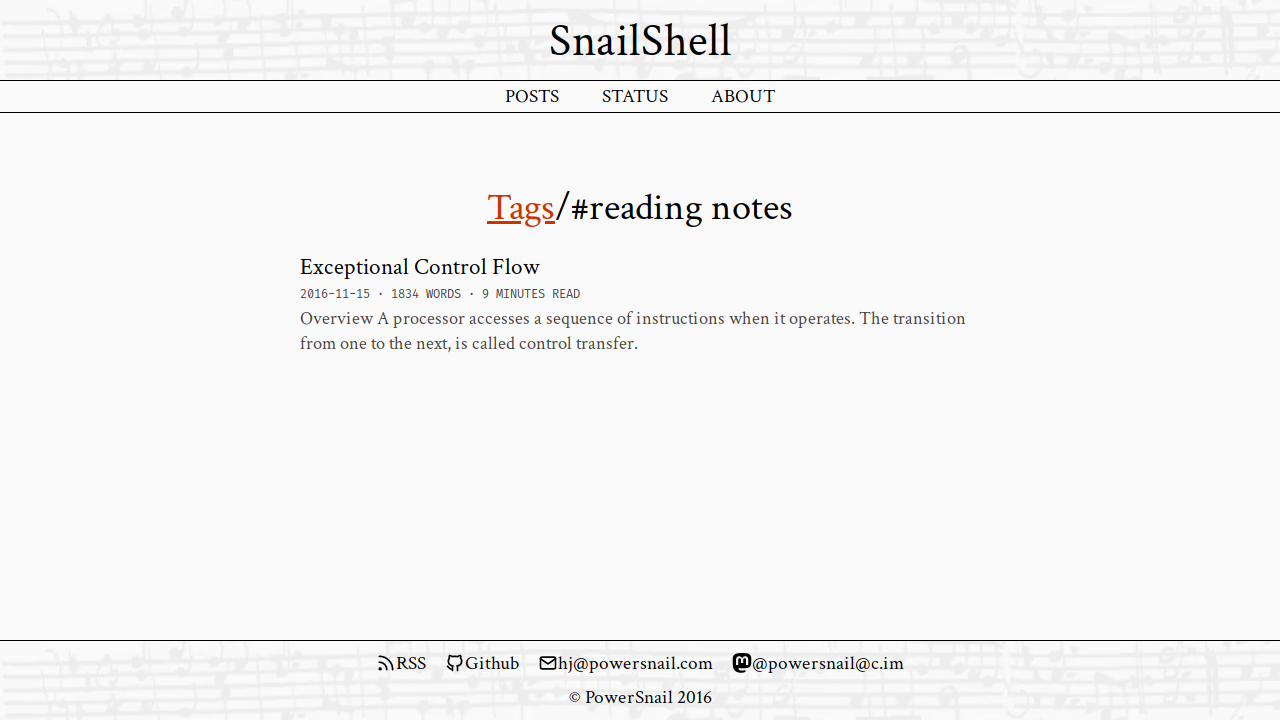 SnailShell
POSTS STATUS ABOUT
Tags/#reading notes
Exceptional Control Flow
2016-11-15 · 1834 WORDS · 9 MINUTES READ
Overview A processor accesses a sequence of instructions when it operates. The transition
from one to the next, is called control transfer.
RSS Github hj@powersnail.com @powersnail@c.im
© PowerSnail 2016